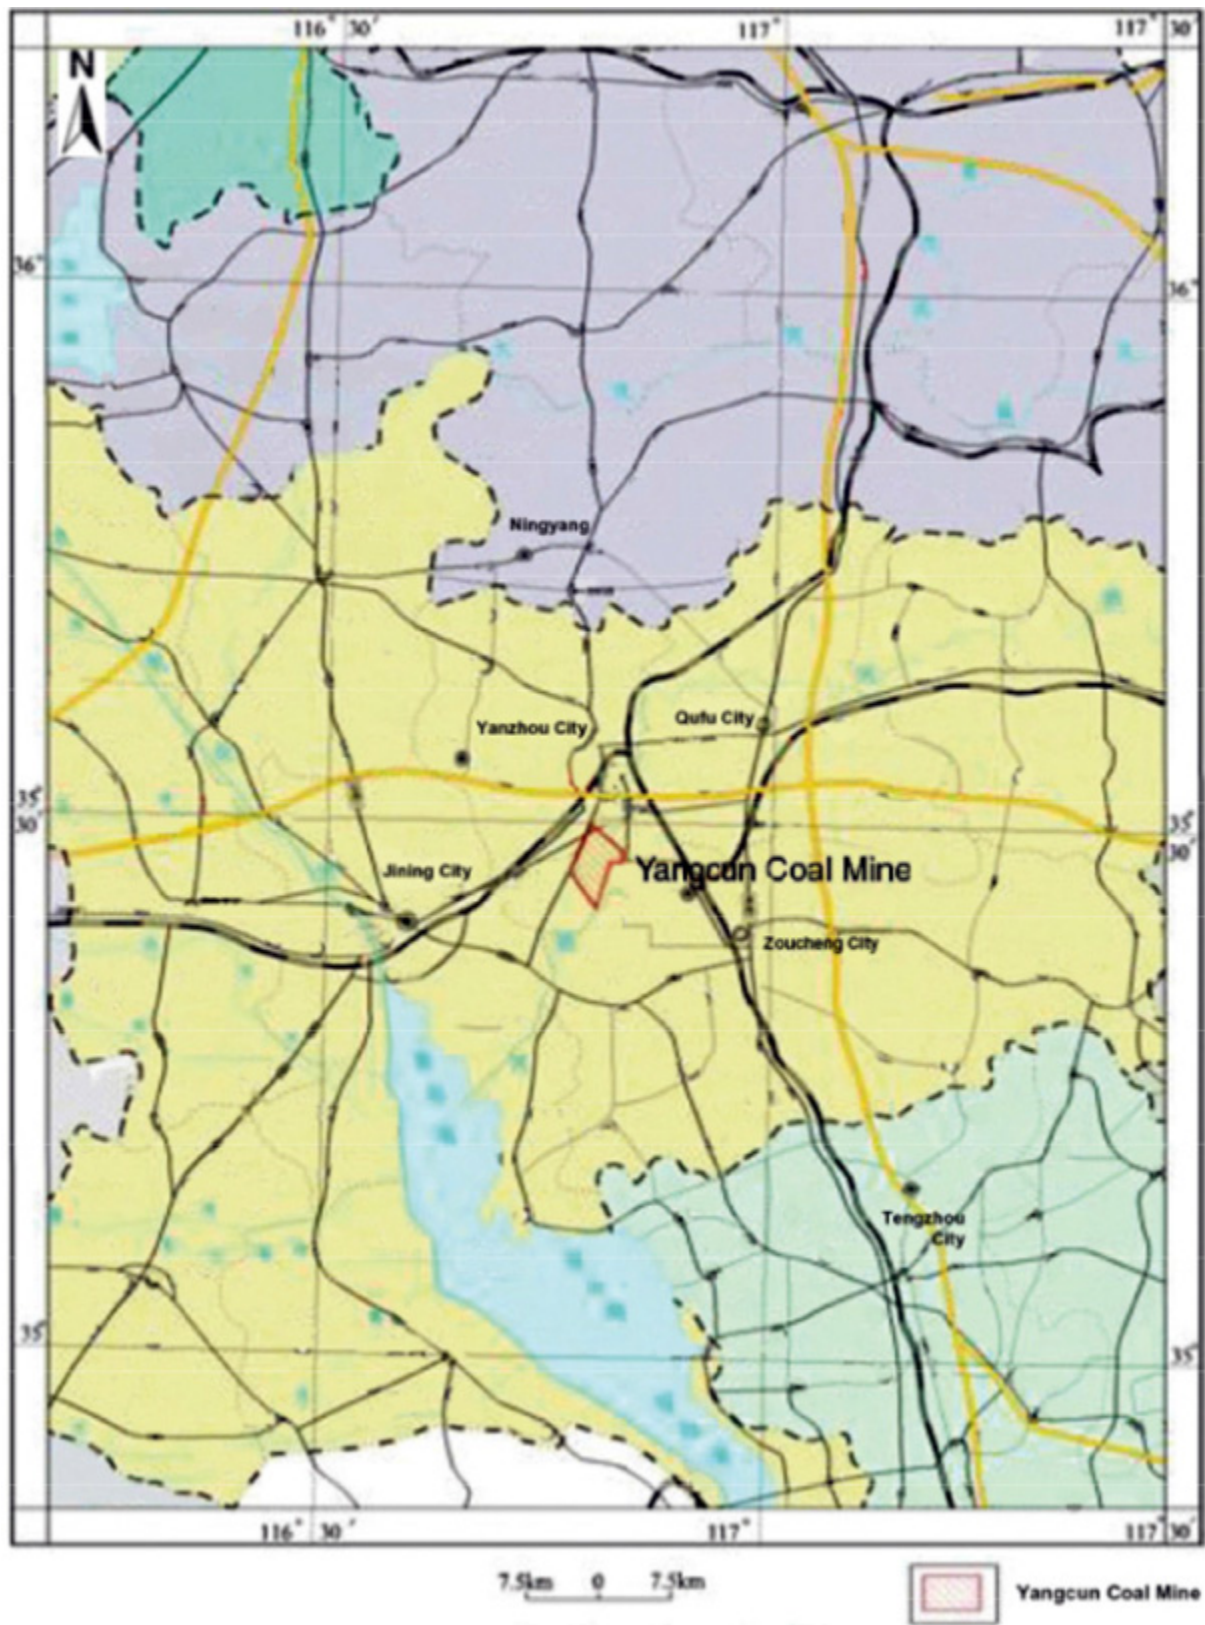 116° 30′
117°
117° 30′
N
36°
36°
Ningyang
Yanzhou City
Qufu City
35°
30′
35°
30′
Jining City
Yangcun Coal Mine
Zoucheng City
Tengzhou
City
35°
35°
116° 30′
117°
117° 30′
7.5km 0 7.5km
Yangcun Coal Mine